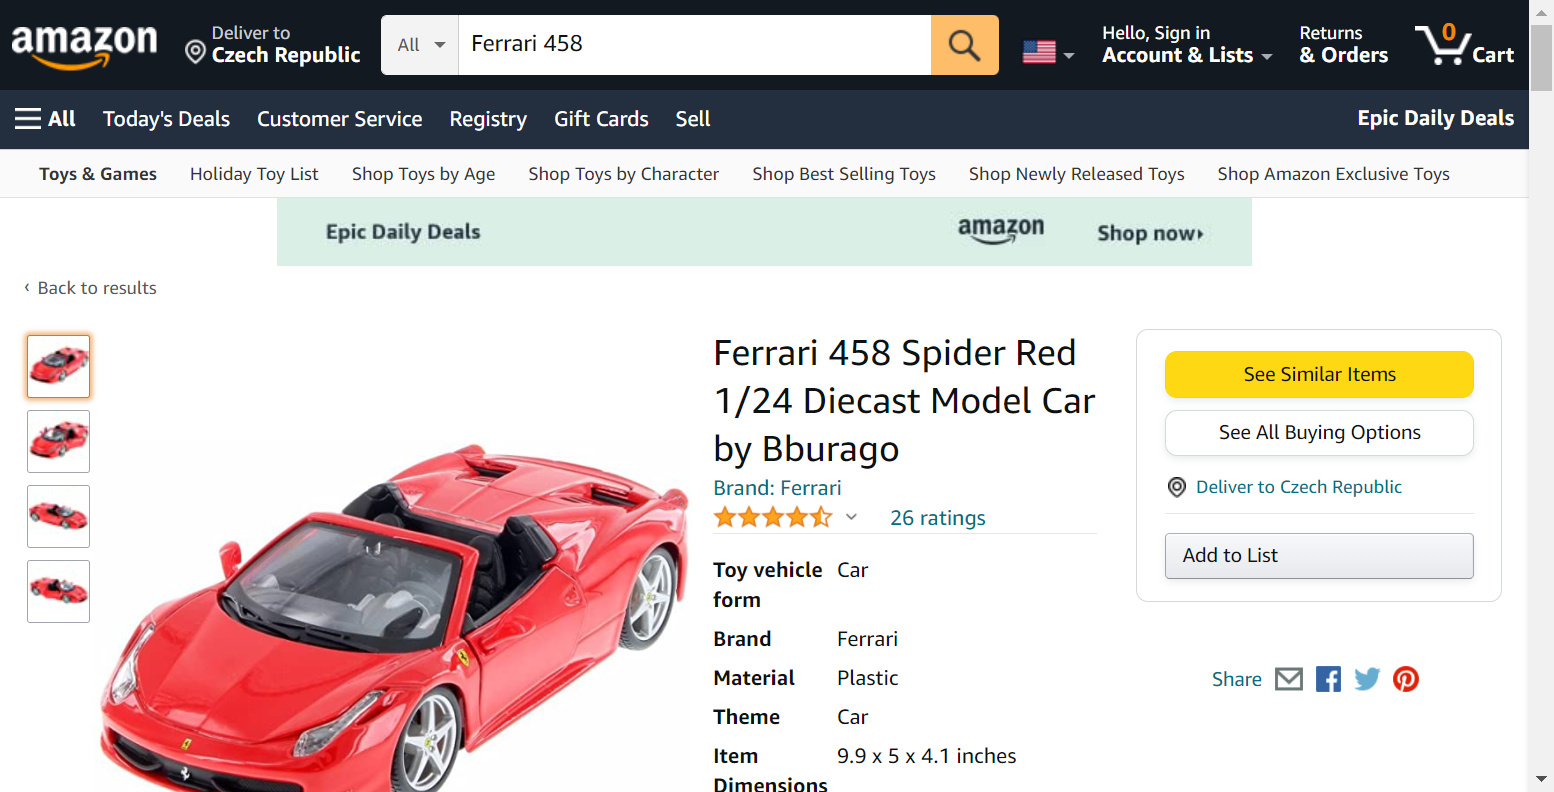 amazon
Deliver to
Czech Republic
All
Ferrari 458
Hello, Sign in
Account & Lists
Returns
& Orders
0
Cart
All
Today's Deals
Customer Service
Registry
Gift Cards
Sell
Epic Daily Deals
Toys & Games
Holiday Toy List
Shop Toys by Age
Shop Toys by Character
Shop Best Selling Toys
Shop Newly Released Toys
Shop Amazon Exclusive Toys
Epic Daily Deals
amazon
Shop now
‹ Back to results
Ferrari 458 Spider Red
1/24 Diecast Model Car
by Bburago
Brand: Ferrari
26 ratings
Toy vehicle form Car
Brand Ferrari
Material Plastic
Theme Car
Item Dimensions 9.9 x 5 x 4.1 inches
See Similar Items
See All Buying Options
Deliver to Czech Republic
Add to List
Share